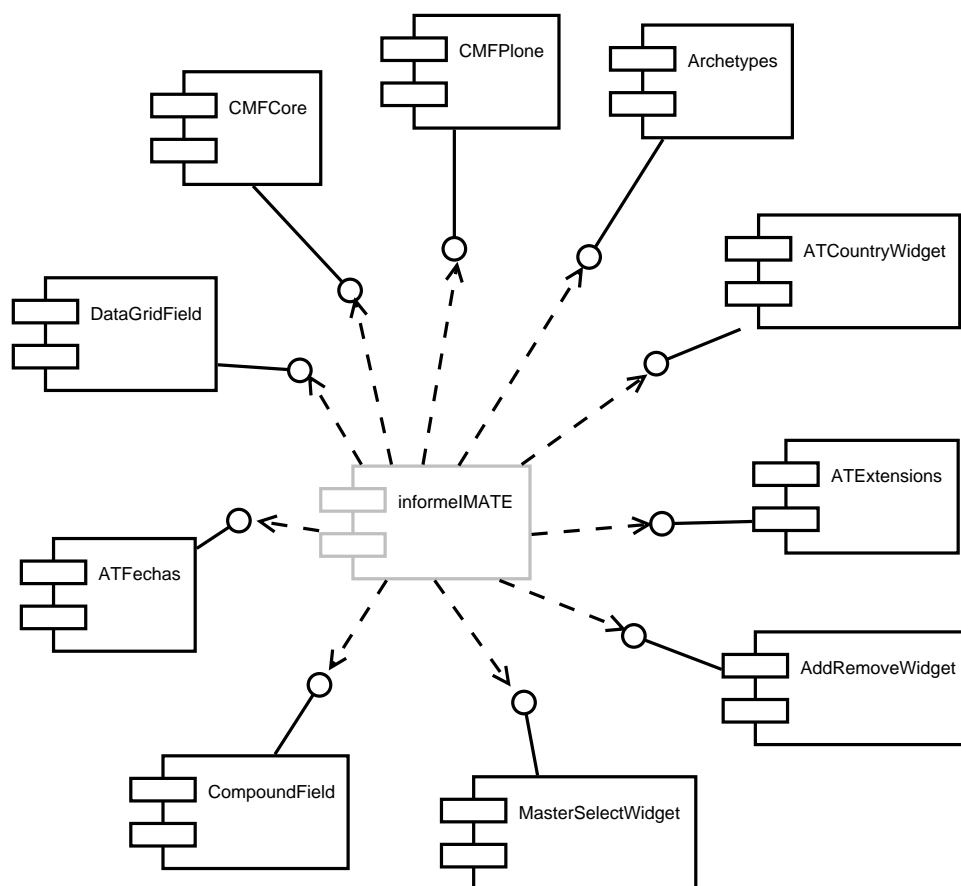 CMFPlone
Archetypes
CMFCore
ATCountryWidget
DataGridField
ATExtensions
informeIMATE
ATFechas
AddRemoveWidget
CompoundField
MasterSelectWidget